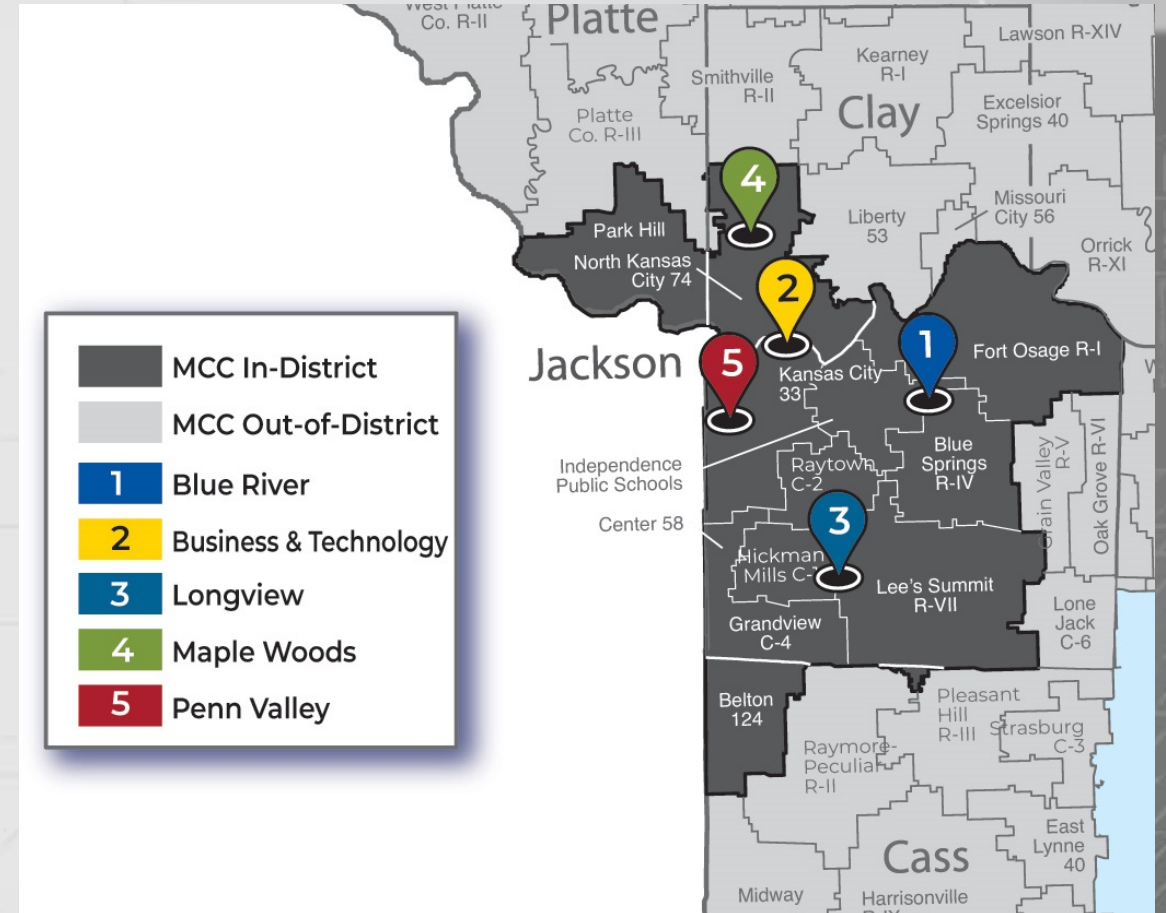 West Platte
Co. R-II
Platte
Lawson R-XIV
Kearney
R-I
Smithville
R-II
Clay
Excelsior
Springs 40
Platte
Co. R-III
4
Missouri
City 56
Liberty
53
Park Hill
Orrick
R-XI
North Kansas
City 74
2
1
Fort Osage R-I
Jackson
5
Kansas City
33
MCC In-District
MCC Out-of-District
1 Blue River
2 Business & Technology
3 Longview
4 Maple Woods
5 Penn Valley
Independence
Public Schools
Raytown
C-2
Blue
Springs
R-IV
Grain Valley
R-V
Oak Grove R-VI
Center 58
3
Hickman
Mills C-
Lee's Summit
R-VII
Grandview
C-4
Lone
Jack
C-6
Belton
124
Pleasant
Hill
R-III
Strasburg
C-3
Raymore-
Peculiar
R-II
East
Lynne
40
Cass
Midway
Harrisonville